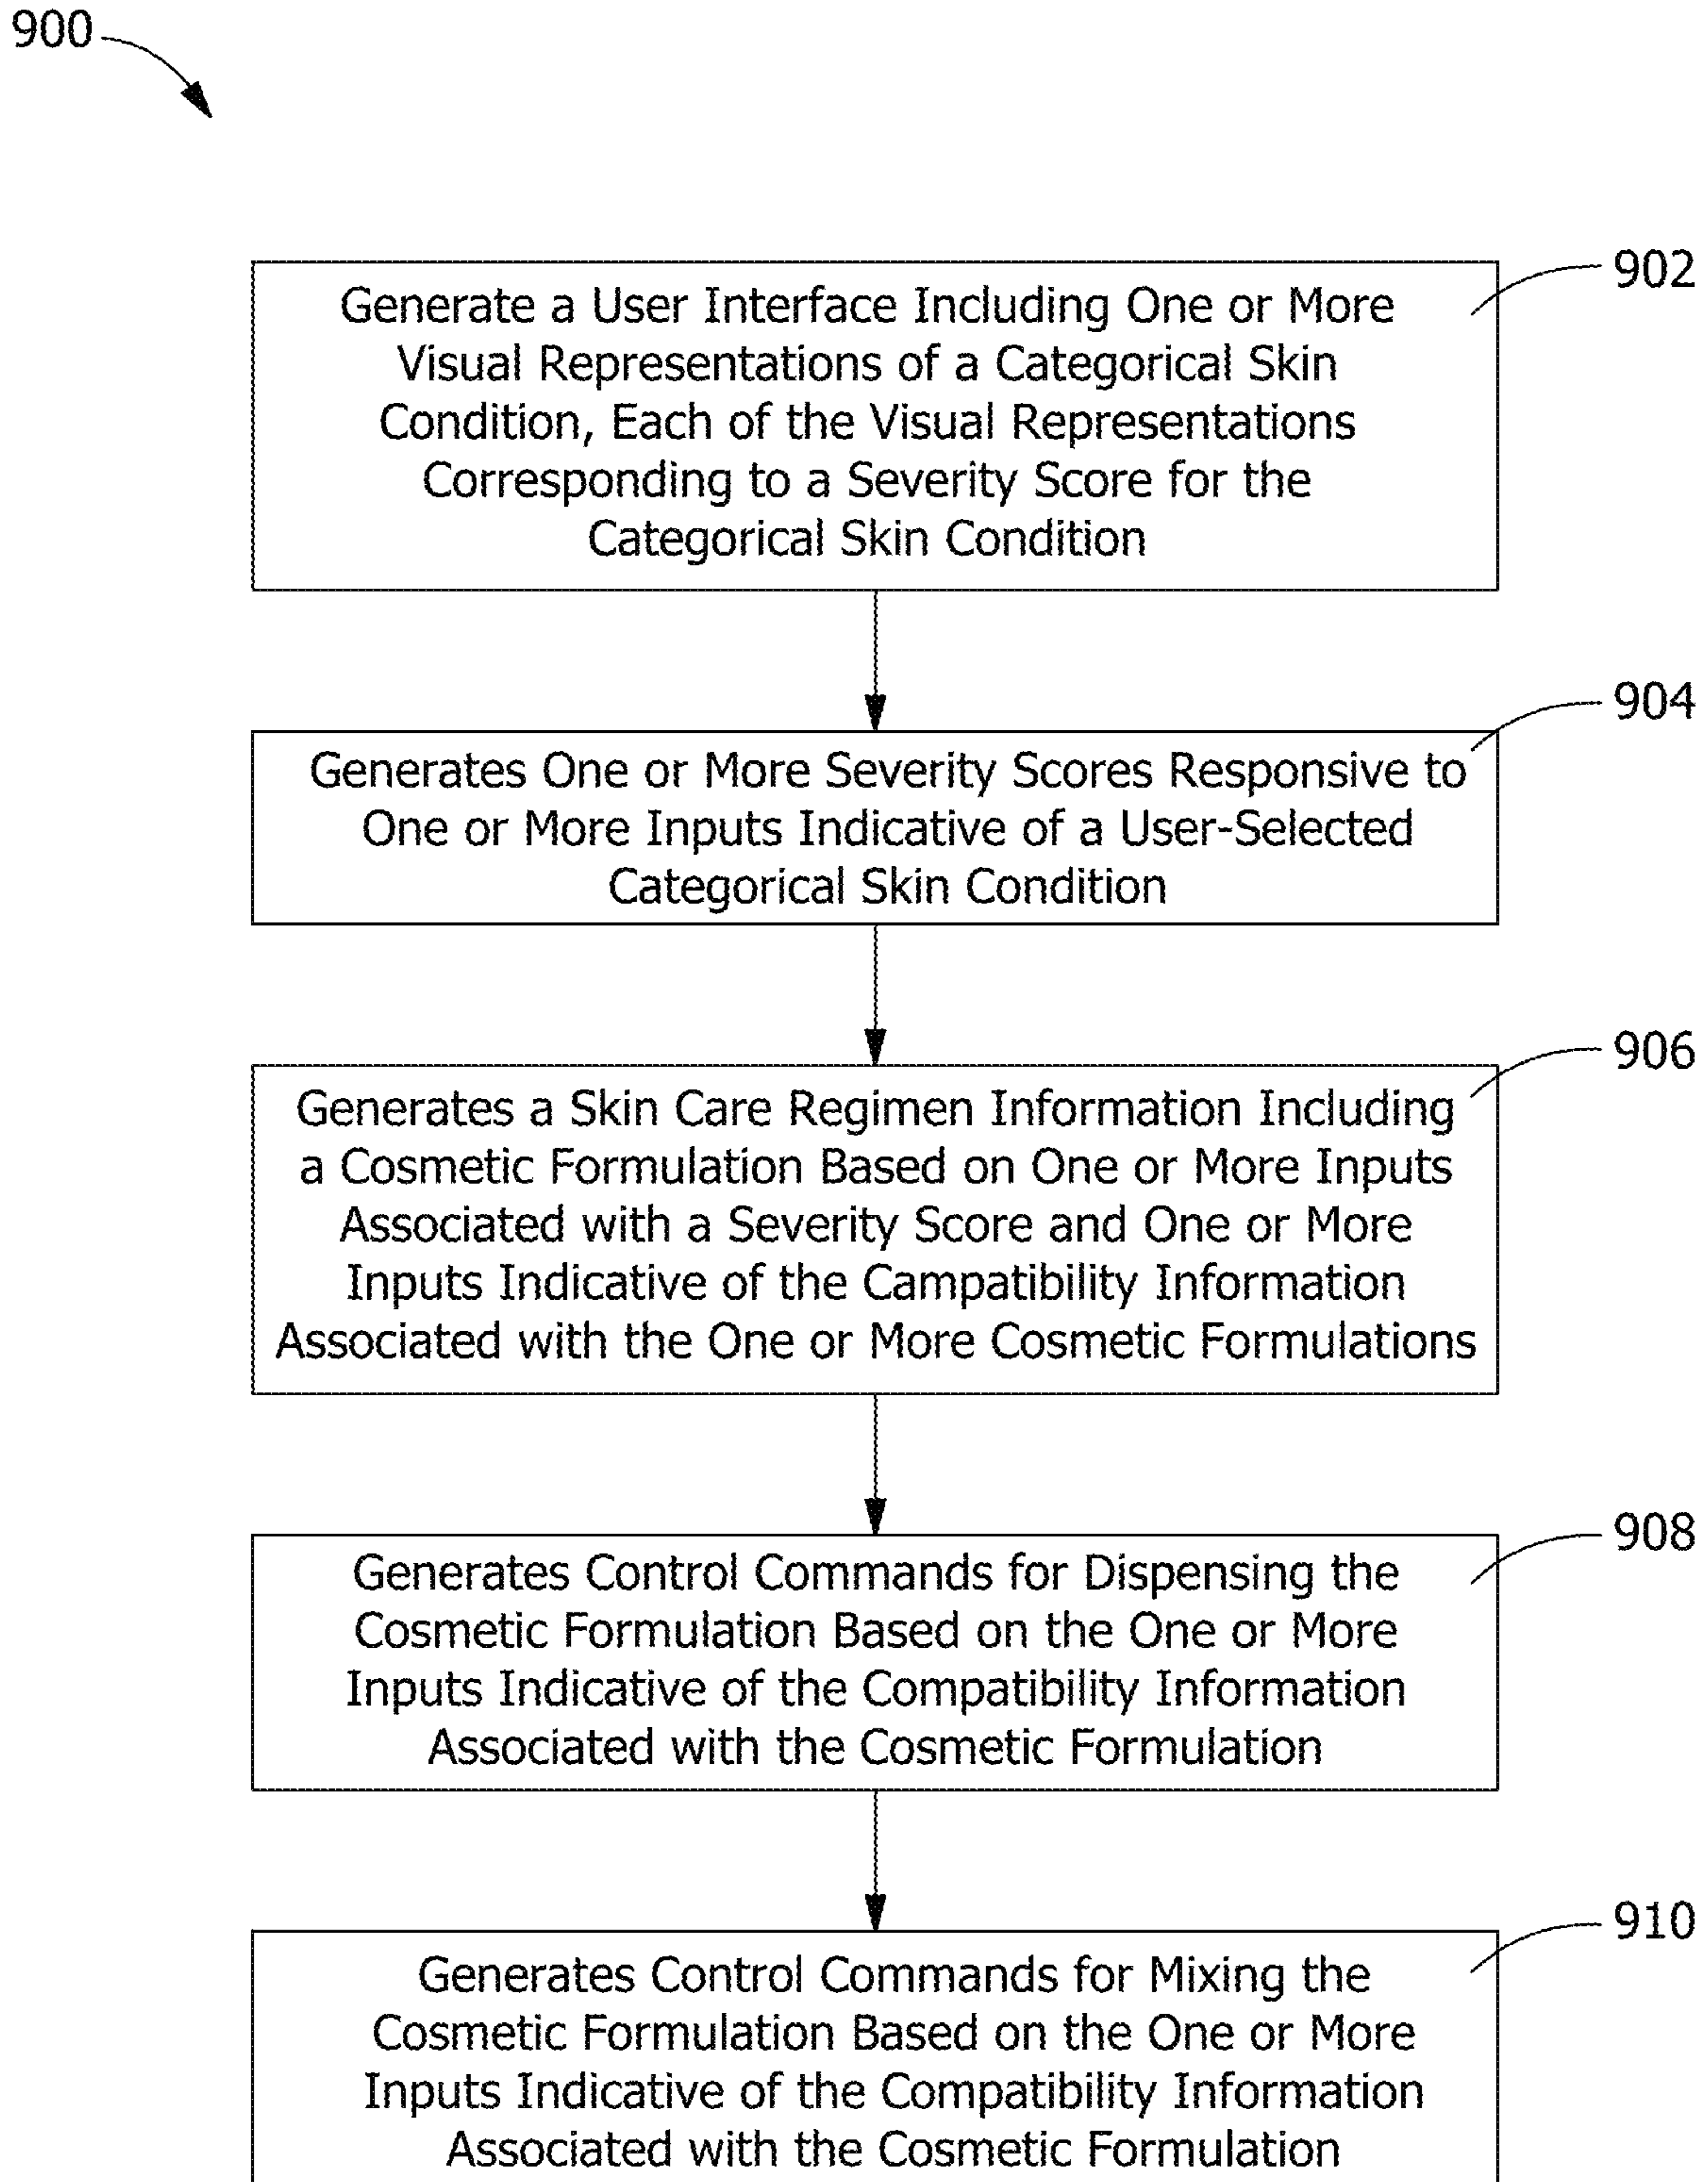 900
902
Generate a User Interface Including One or More
Visual Representations of a Categorical Skin
Condition, Each of the Visual Representations
Corresponding to a Severity Score for the
Categorical Skin Condition
904
Generates One or More Severity Scores Responsive to
One or More Inputs Indicative of a User-Selected
Categorical Skin Condition
906
Generates a Skin Care Regimen Information Including
a Cosmetic Formulation Based on One or More Inputs
Associated with a Severity Score and One or More
Inputs Indicative of the Campatibility Information
Associated with the One or More Cosmetic Formulations
908
Generates Control Commands for Dispensing the
Cosmetic Formulation Based on the One or More
Inputs Indicative of the Compatibility Information
Associated with the Cosmetic Formulation
910
Generates Control Commands for Mixing the
Cosmetic Formulation Based on the One or More
Inputs Indicative of the Compatibility Information
Associated with the Cosmetic Formulation